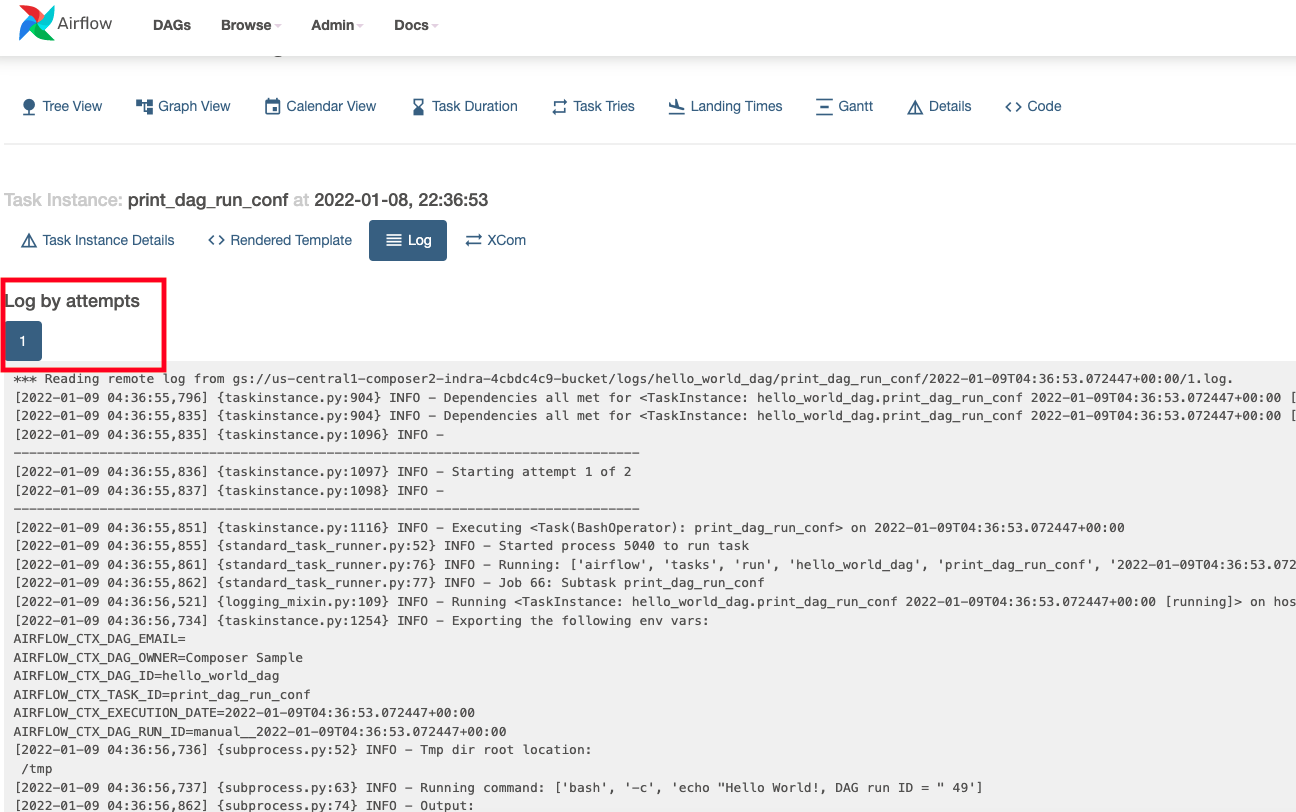 Airflow DAGs Browse Admin Docs
Tree View Graph View Calendar View Task Duration Task Tries Landing Times Gantt Details Code
Task Instance: print_dag_run_conf at 2022-01-08, 22:36:53
Task Instance Details Rendered Template Log XCom
Log by attempts
1
*** Reading remote log from gs://us-central1-composer2-indra-4cbdc4c9-bucket/logs/hello_world_dag/print_dag_run_conf/2022-01-09T04:36:53.072447+00:00/1.log.
[2022-01-09 04:36:55,796] {taskinstance.py:904} INFO - Dependencies all met for <TaskInstance: hello_world_dag.print_dag_run_conf 2022-01-09T04:36:53.072447+00:00 [
[2022-01-09 04:36:55,835] {taskinstance.py:904} INFO - Dependencies all met for <TaskInstance: hello_world_dag.print_dag_run_conf 2022-01-09T04:36:53.072447+00:00 [
[2022-01-09 04:36:55,835] {taskinstance.py:1096} INFO -
--------------------------------------------------------------------------------
[2022-01-09 04:36:55,836] {taskinstance.py:1097} INFO - Starting attempt 1 of 2
[2022-01-09 04:36:55,837] {taskinstance.py:1098} INFO -
--------------------------------------------------------------------------------
[2022-01-09 04:36:55,851] {taskinstance.py:1116} INFO - Executing <Task(BashOperator): print_dag_run_conf> on 2022-01-09T04:36:53.072447+00:00
[2022-01-09 04:36:55,855] {standard_task_runner.py:52} INFO - Started process 5040 to run task
[2022-01-09 04:36:55,861] {standard_task_runner.py:76} INFO - Running: ['airflow', 'tasks', 'run', 'hello_world_dag', 'print_dag_run_conf', '2022-01-09T04:36:53.072
[2022-01-09 04:36:55,862] {standard_task_runner.py:77} INFO - Job 66: Subtask print_dag_run_conf
[2022-01-09 04:36:56,521] {logging_mixin.py:109} INFO - Running <TaskInstance: hello_world_dag.print_dag_run_conf 2022-01-09T04:36:53.072447+00:00 [running]> on hos
[2022-01-09 04:36:56,734] {taskinstance.py:1254} INFO - Exporting the following env vars:
AIRFLOW_CTX_DAG_EMAIL=
AIRFLOW_CTX_DAG_OWNER=Composer Sample
AIRFLOW_CTX_DAG_ID=hello_world_dag
AIRFLOW_CTX_TASK_ID=print_dag_run_conf
AIRFLOW_CTX_EXECUTION_DATE=2022-01-09T04:36:53.072447+00:00
AIRFLOW_CTX_DAG_RUN_ID=manual__2022-01-09T04:36:53.072447+00:00
[2022-01-09 04:36:56,736] {subprocess.py:52} INFO - Tmp dir root location:
/tmp
[2022-01-09 04:36:56,737] {subprocess.py:63} INFO - Running command: ['bash', '-c', 'echo "Hello World!, DAG run ID = " 49']
[2022-01-09 04:36:56,862] {subprocess.py:74} INFO - Output: